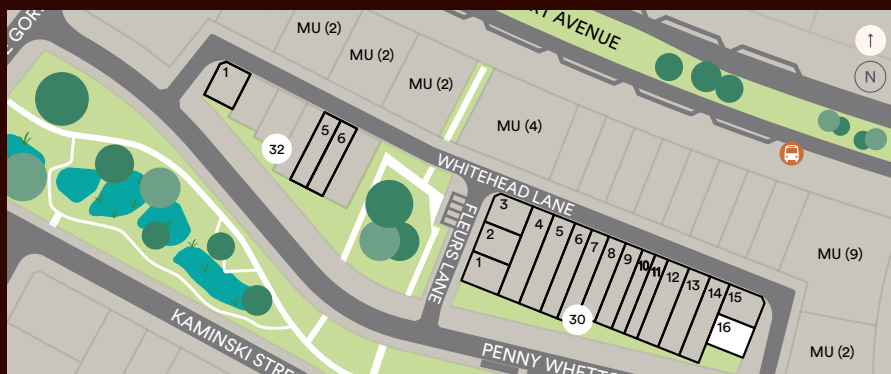 MU (2)
MU (2)
MU (2)
MU (4)
AVENUE
↑
N
1
5
6
32
WHITEHEAD LANE
FLEURS LANE
3
2
1
4
5
6
7
8
9
10
11
12
13
14
15
16
30
MU (9)
MU (2)
KAMINSKI
PENNY